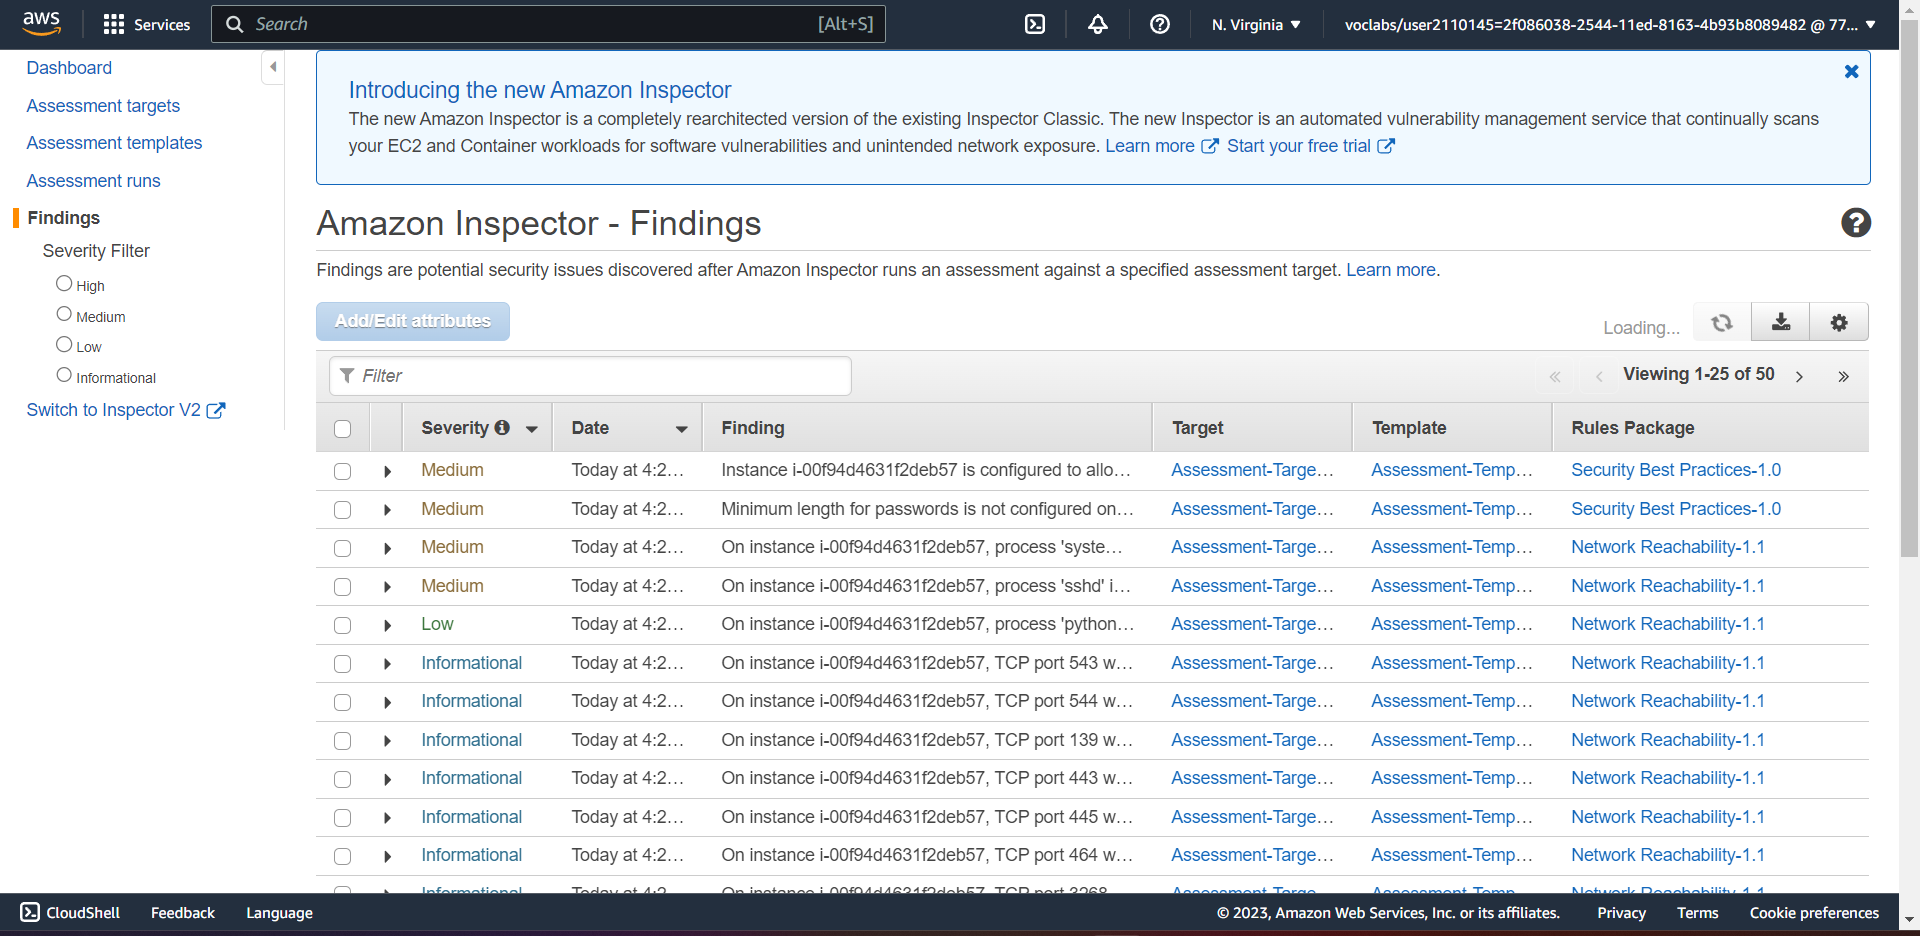 aws
Services
Search
[Alt+S]
N. Virginia
voclabs/user2110145=2f086038-2544-11ed-8163-4b93b8089482 @ 77...
Dashboard
Assessment targets
Assessment templates
Assessment runs
Findings
Severity Filter
High
Medium
Low
Informational
Switch to Inspector V2
Introducing the new Amazon Inspector
The new Amazon Inspector is a completely rearchitected version of the existing Inspector Classic. The new Inspector is an automated vulnerability management service that continually scans
your EC2 and Container workloads for software vulnerabilities and unintended network exposure. Learn more Start your free trial
Amazon Inspector - Findings
Findings are potential security issues discovered after Amazon Inspector runs an assessment against a specified assessment target. Learn more.
Add/Edit attributes
Loading...
Filter
« ‹ Viewing 1-25 of 50 › »
Severity Date Finding Target Template Rules Package
Medium Today at 4:2... Instance i-00f94d4631f2deb57 is configured to allo... Assessment-Targe... Assessment-Temp... Security Best Practices-1.0
Medium Today at 4:2... Minimum length for passwords is not configured on... Assessment-Targe... Assessment-Temp... Security Best Practices-1.0
Medium Today at 4:2... On instance i-00f94d4631f2deb57, process 'syste... Assessment-Targe... Assessment-Temp... Network Reachability-1.1
Medium Today at 4:2... On instance i-00f94d4631f2deb57, process 'sshd' i... Assessment-Targe... Assessment-Temp... Network Reachability-1.1
Low Today at 4:2... On instance i-00f94d4631f2deb57, process 'python... Assessment-Targe... Assessment-Temp... Network Reachability-1.1
Informational Today at 4:2... On instance i-00f94d4631f2deb57, TCP port 543 w... Assessment-Targe... Assessment-Temp... Network Reachability-1.1
Informational Today at 4:2... On instance i-00f94d4631f2deb57, TCP port 544 w... Assessment-Targe... Assessment-Temp... Network Reachability-1.1
Informational Today at 4:2... On instance i-00f94d4631f2deb57, TCP port 139 w... Assessment-Targe... Assessment-Temp... Network Reachability-1.1
Informational Today at 4:2... On instance i-00f94d4631f2deb57, TCP port 443 w... Assessment-Targe... Assessment-Temp... Network Reachability-1.1
Informational Today at 4:2... On instance i-00f94d4631f2deb57, TCP port 445 w... Assessment-Targe... Assessment-Temp... Network Reachability-1.1
Informational Today at 4:2... On instance i-00f94d4631f2deb57, TCP port 464 w... Assessment-Targe... Assessment-Temp... Network Reachability-1.1
Informational Today at 4:2... On instance i-00f94d4631f2deb57, TCP port 3268 Assessment-Targe... Assessment-Temp... Network Reachability-1.1
CloudShell Feedback Language
© 2023, Amazon Web Services, Inc. or its affiliates. Privacy Terms Cookie preferences